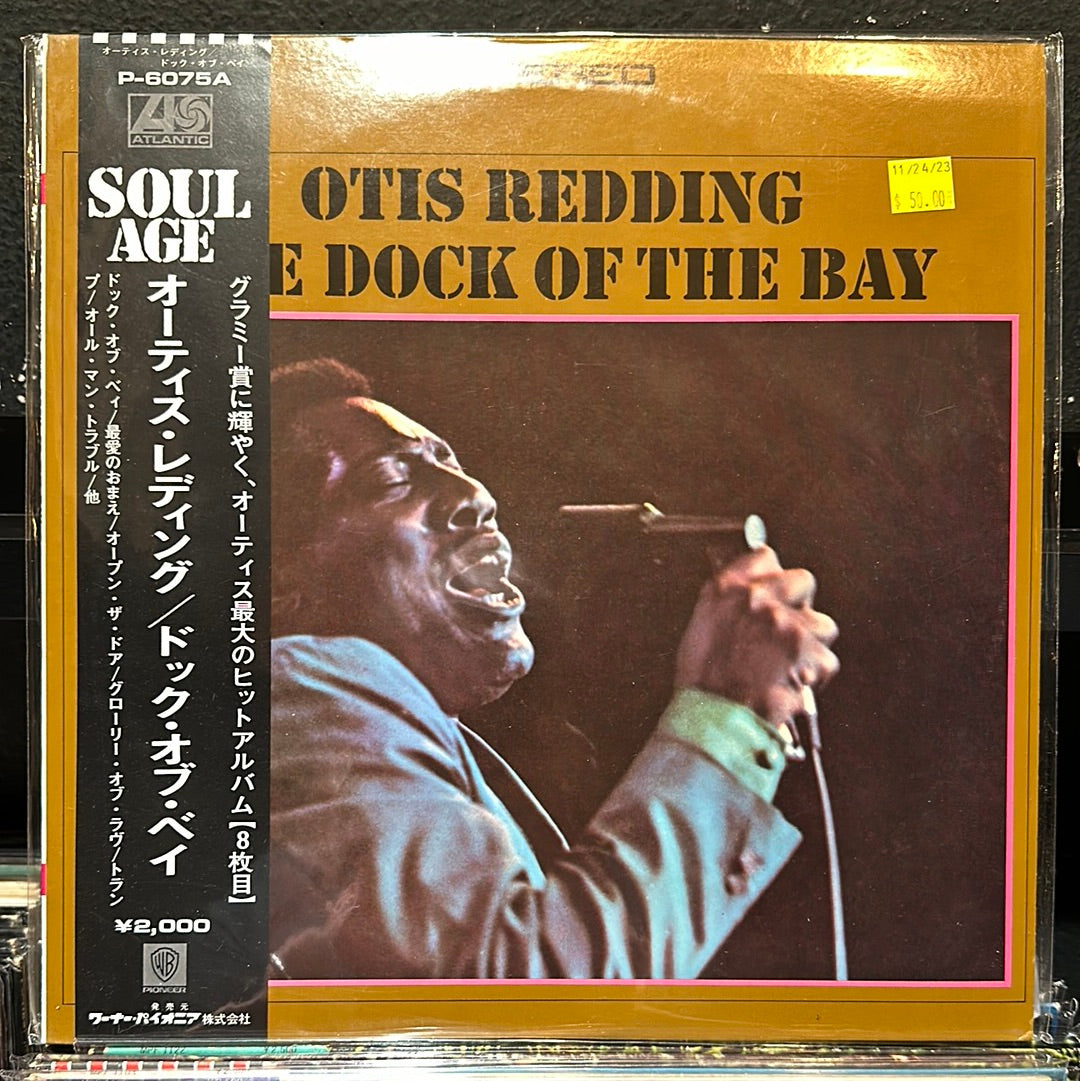 オーティス・レディング/
ドック・オブ・ベイ
P-6075A
ATLANTIC
SOUL
AGE
グラミー賞に輝やく、オーティス最大のヒットアルバム[8枚目]
オーティス・レディング/ドック・オブ・ベイ
ドック・オブ・ベイ/最愛のおまえ/オープン・ザ・ドア/グローリー・オブ・ラヴ/トラン
ブ/オール・マン・トラブル/他
¥2,000
WB
PIONEER
発売元
ワーナー・パイオニア株式会社
OTIS REDDING
E DOCK OF THE BAY
11/24/23
$ 50.00